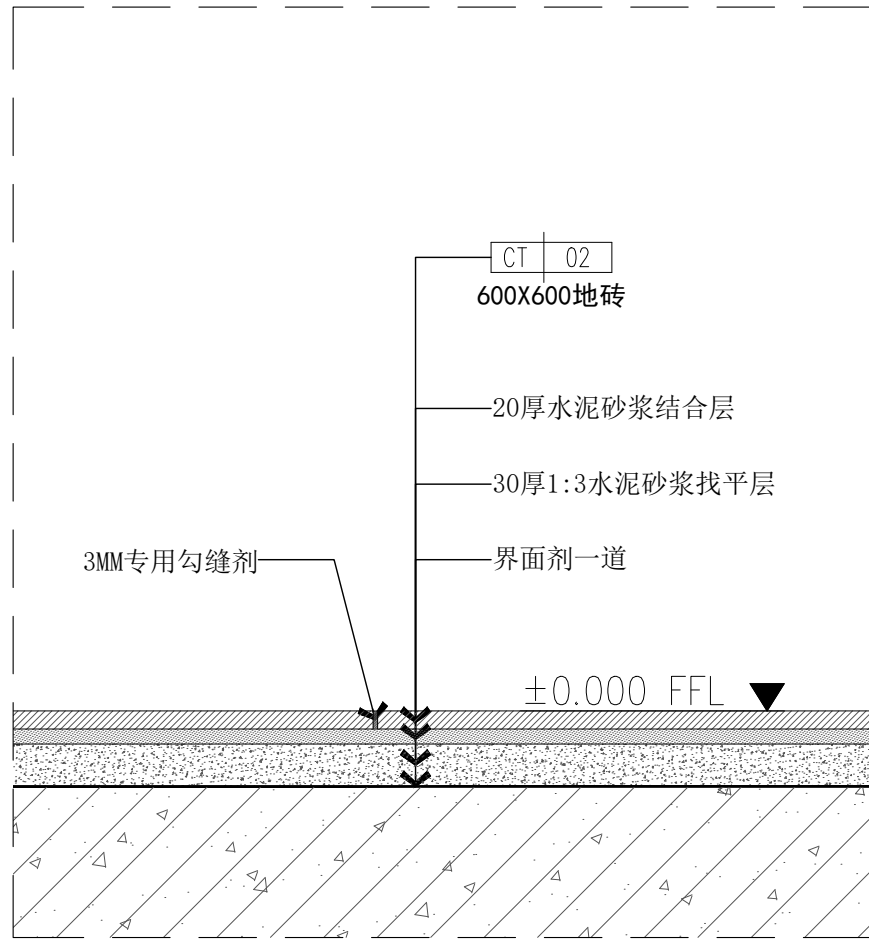 CT 02
600X600地砖
20厚水泥砂浆结合层
30厚1:3水泥砂浆找平层
3MM专用勾缝剂
界面剂一道
±0.000 FFL